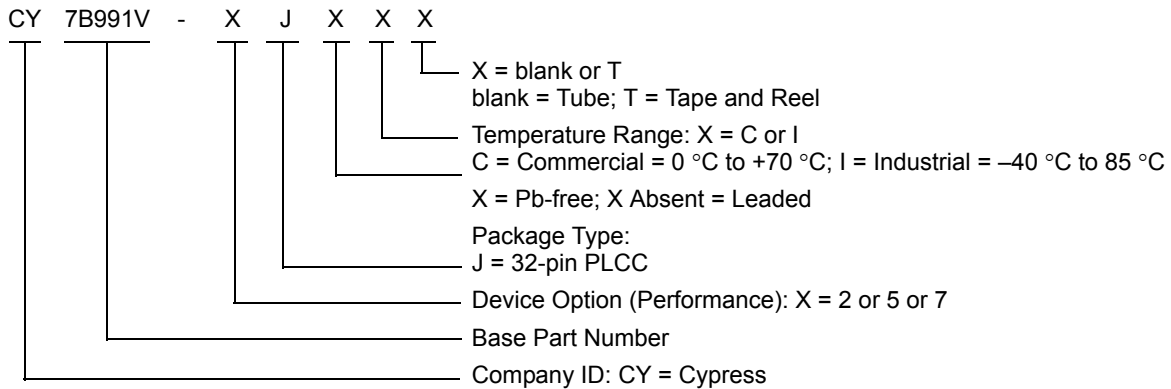 CY 7B991V - X J X X X
X = blank or T
blank = Tube; T = Tape and Reel
Temperature Range: X = C or I
C = Commercial = 0 °C to +70 °C; I = Industrial = –40 °C to 85 °C
X = Pb-free; X Absent = Leaded
Package Type:
J = 32-pin PLCC
Device Option (Performance): X = 2 or 5 or 7
Base Part Number
Company ID: CY = Cypress